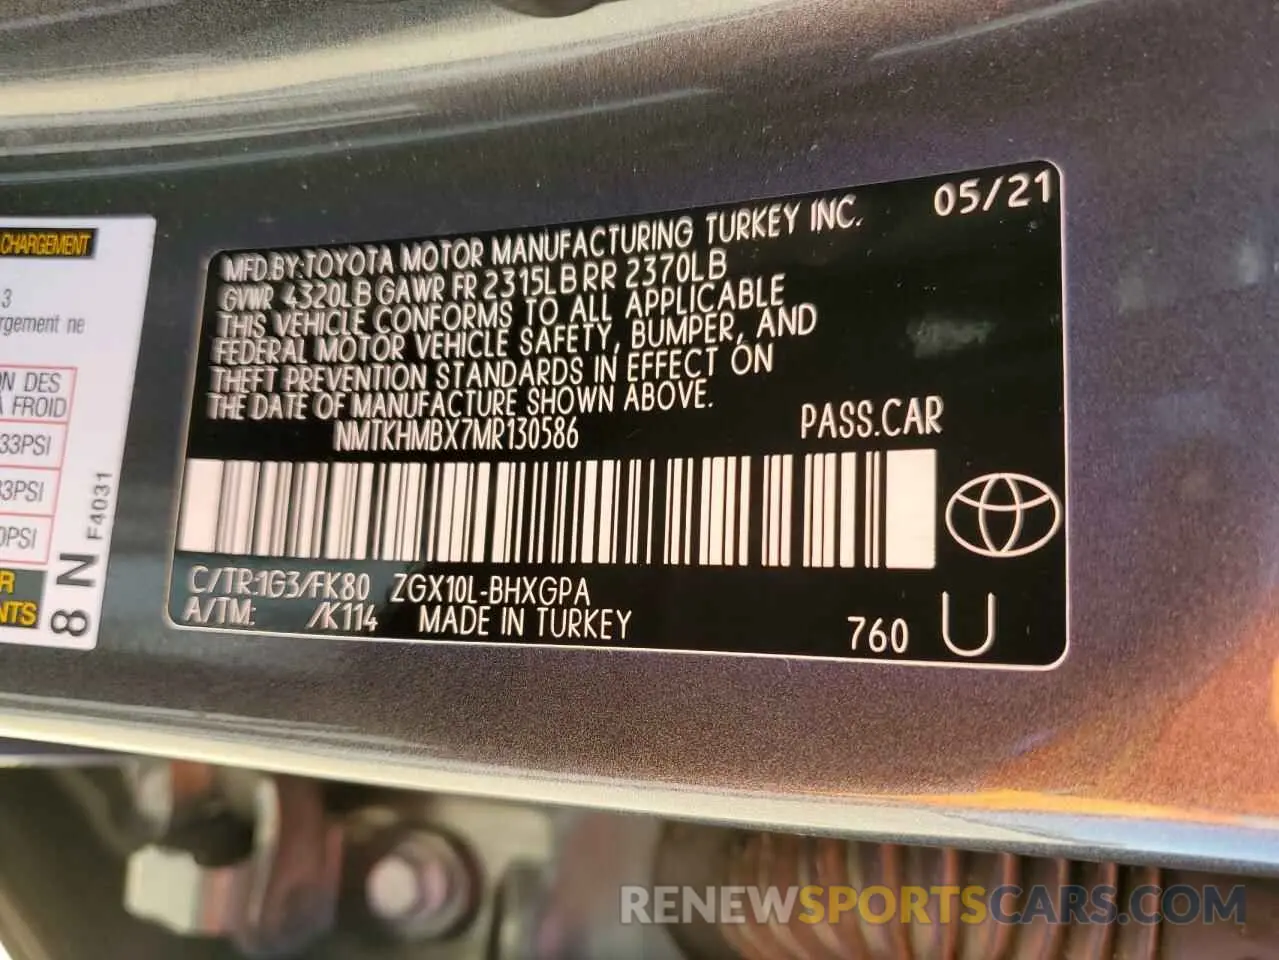 CHARGEMENT
3
rgement ne
N DES
A FROID
33PSI
33PSI
0PSI
R
NTS
8 N
F4031
05/21
MFD.BY:TOYOTA MOTOR MANUFACTURING TURKEY INC.
GVWR 4320LB GAWR FR 2315LB RR 2370LB
THIS VEHICLE CONFORMS TO ALL APPLICABLE
FEDERAL MOTOR VEHICLE SAFETY, BUMPER, AND
THEFT PREVENTION STANDARDS IN EFFECT ON
THE DATE OF MANUFACTURE SHOWN ABOVE.
NMTKHMBX7MR130586 PASS.CAR
C/TR:1G3/FK80 ZGX10L-BHXGPA
A/TM: /K114 MADE IN TURKEY
760 U
RENEWSPORTSCARS.COM